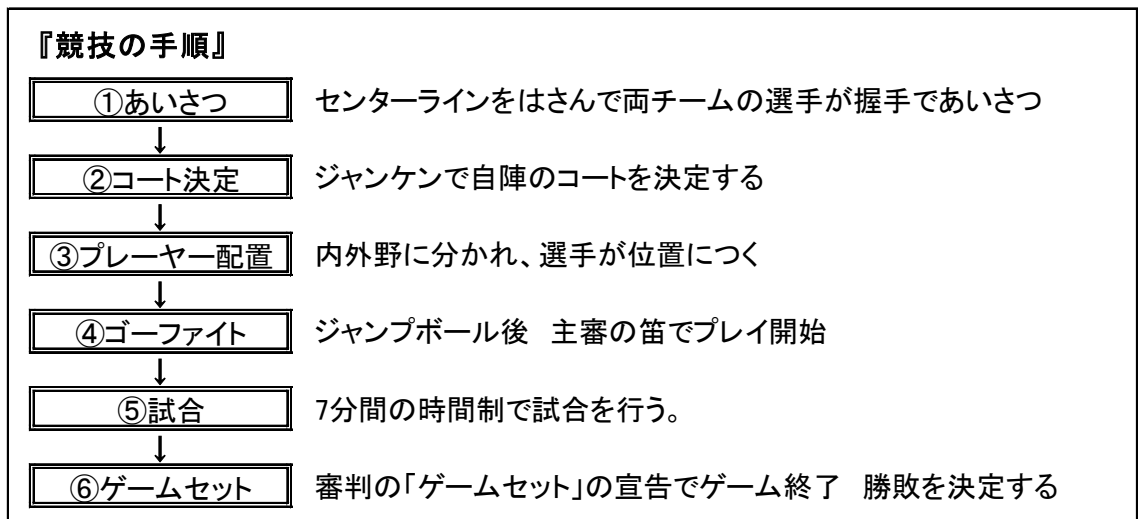 『競技の手順』
①あいさつ センターラインをはさんで両チームの選手が握手であいさつ
↓
②コート決定 ジャンケンで自陣のコートを決定する
↓
③プレーヤー配置 内外野に分かれ、選手が位置につく
↓
④ゴーファイト ジャンプボール後 主審の笛でプレイ開始
↓
⑤試合 7分間の時間制で試合を行う。
↓
⑥ゲームセット 審判の「ゲームセット」の宣告でゲーム終了 勝敗を決定する